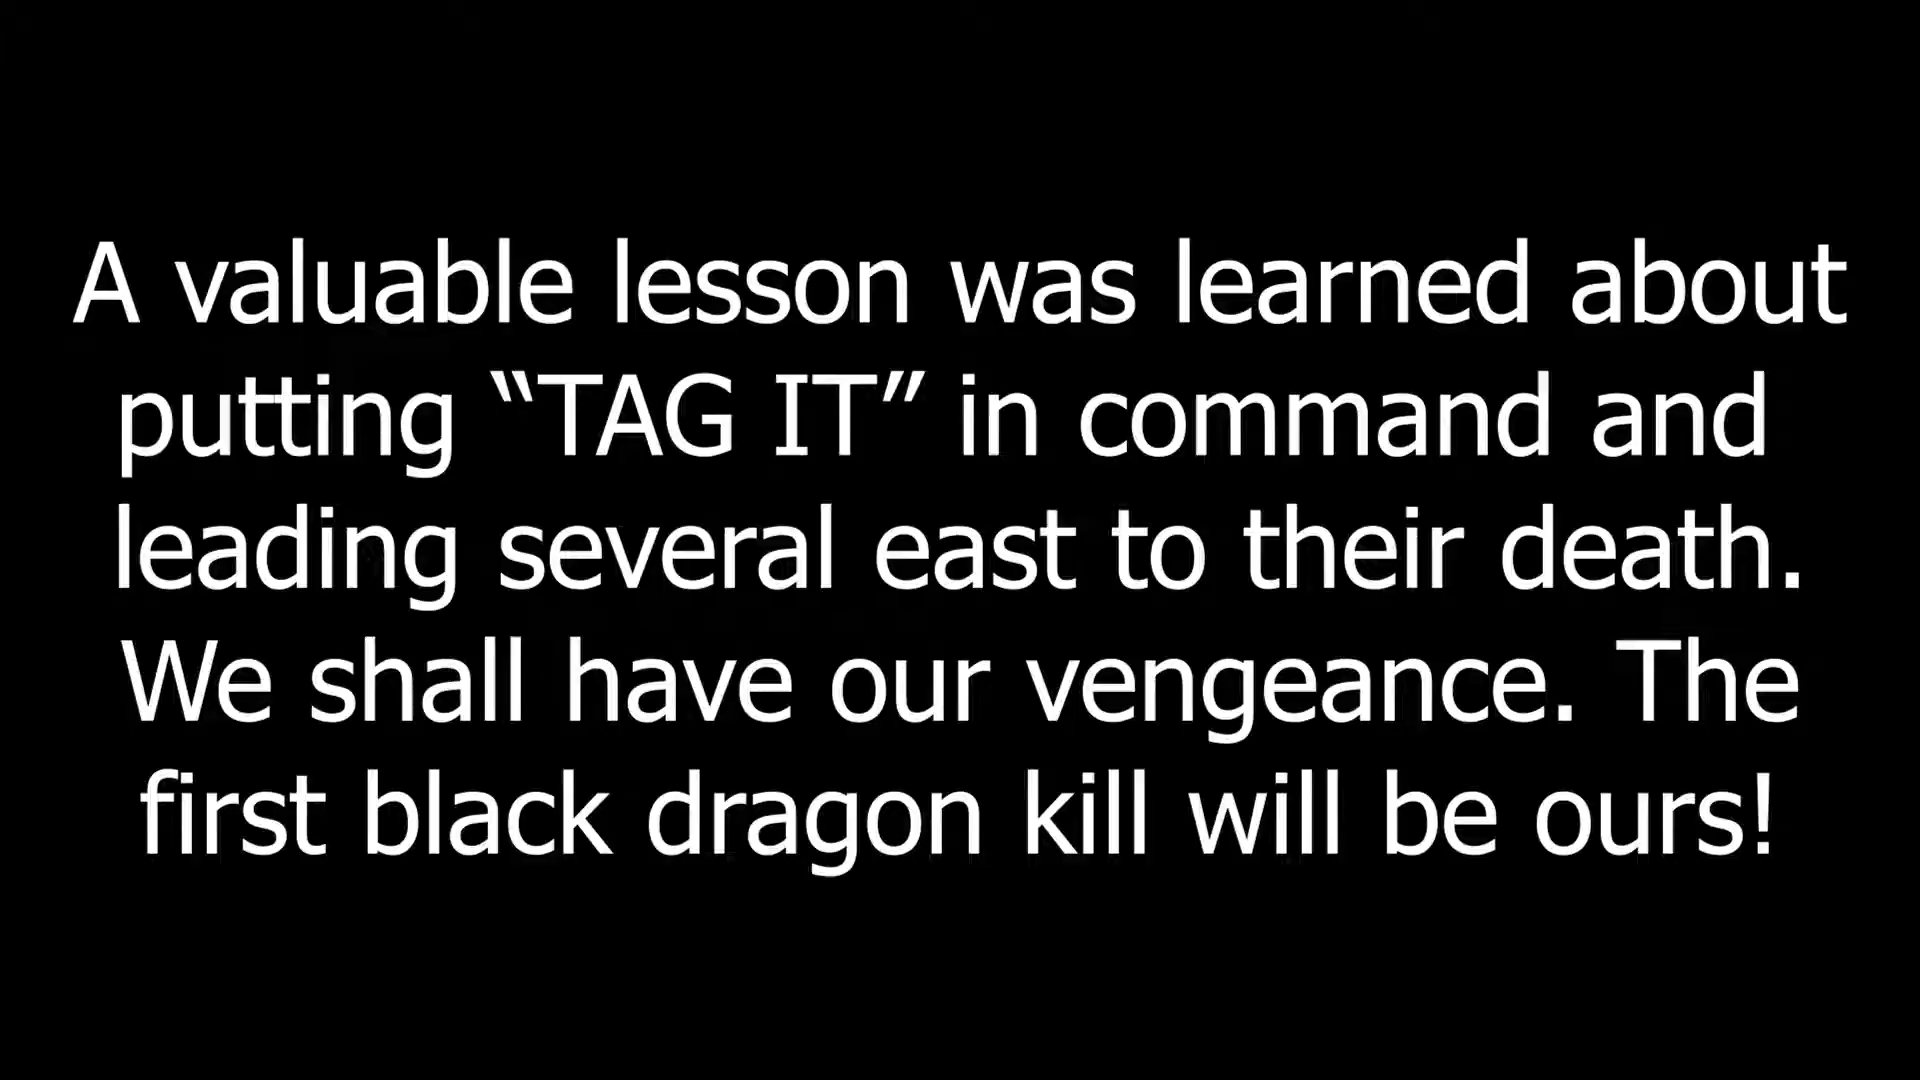 A valuable lesson was learned about
putting “TAG IT” in command and
leading several east to their death.
We shall have our vengeance. The
first black dragon kill will be ours!